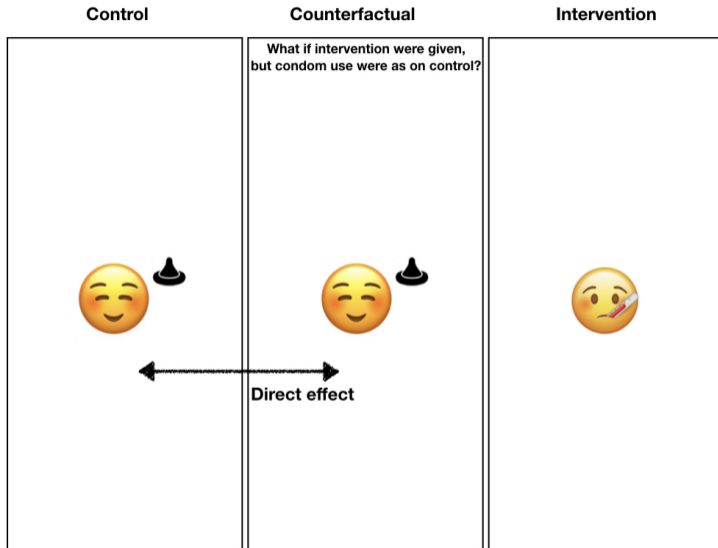 Control
Counterfactual
Intervention
What if intervention were given,
but condom use were as on control?
Direct effect